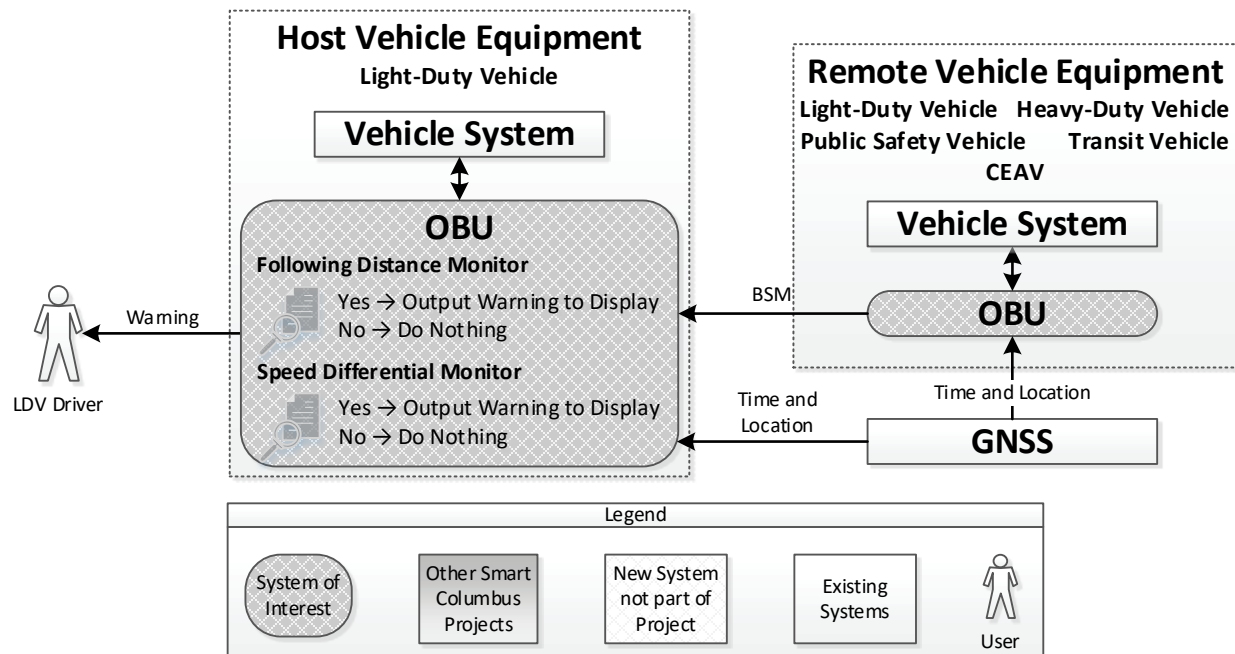 Host Vehicle Equipment
Light-Duty Vehicle
Vehicle System
OBU
Following Distance Monitor
Yes → Output Warning to Display
No → Do Nothing
Speed Differential Monitor
Yes → Output Warning to Display
No → Do Nothing
Warning
LDV Driver
Remote Vehicle Equipment
Light-Duty Vehicle Heavy-Duty Vehicle
Public Safety Vehicle Transit Vehicle
CEAV
Vehicle System
OBU
BSM
Time and Location
Time and
Location
GNSS
Legend
System of
Interest
Other Smart
Columbus
Projects
New System
not part of
Project
Existing
Systems
User